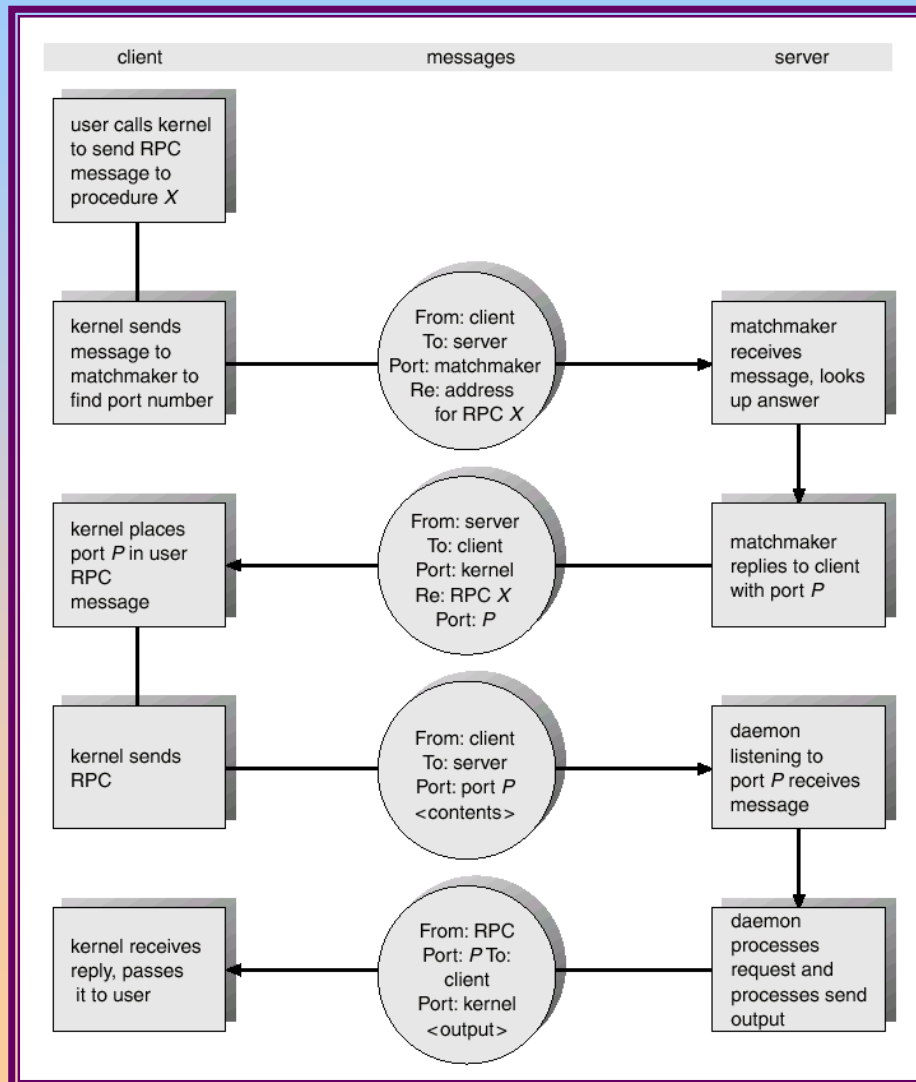 client
messages
server
user calls kernel
to send RPC
message to
procedure X
kernel sends
message to
matchmaker to
find port number
From: client
To: server
Port: matchmaker
Re: address
for RPC X
matchmaker
receives
message, looks
up answer
kernel places
port P in user
RPC
message
From: server
To: client
Port: kernel
Re: RPC X
Port: P
matchmaker
replies to client
with port P
kernel sends
RPC
From: client
To: server
Port: port P
<contents>
daemon
listening to
port P receives
message
kernel receives
reply, passes
it to user
From: RPC
Port: P To:
client
Port: kernel
<output>
daemon
processes
request and
processes send
output